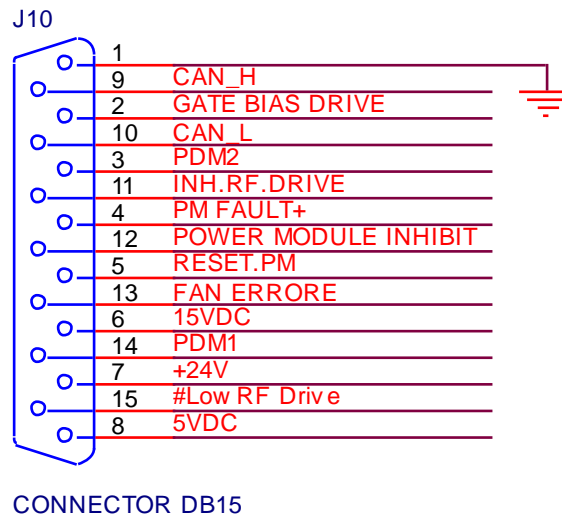 J10
1
9 CAN_H
2 GATE BIAS DRIVE
10 CAN_L
3 PDM2
11 INH.RF.DRIVE
4 PM FAULT+
12 POWER MODULE INHIBIT
5 RESET.PM
13 FAN ERRORE
6 15VDC
14 PDM1
7 +24V
15 #Low RF Drive
8 5VDC
CONNECTOR DB15